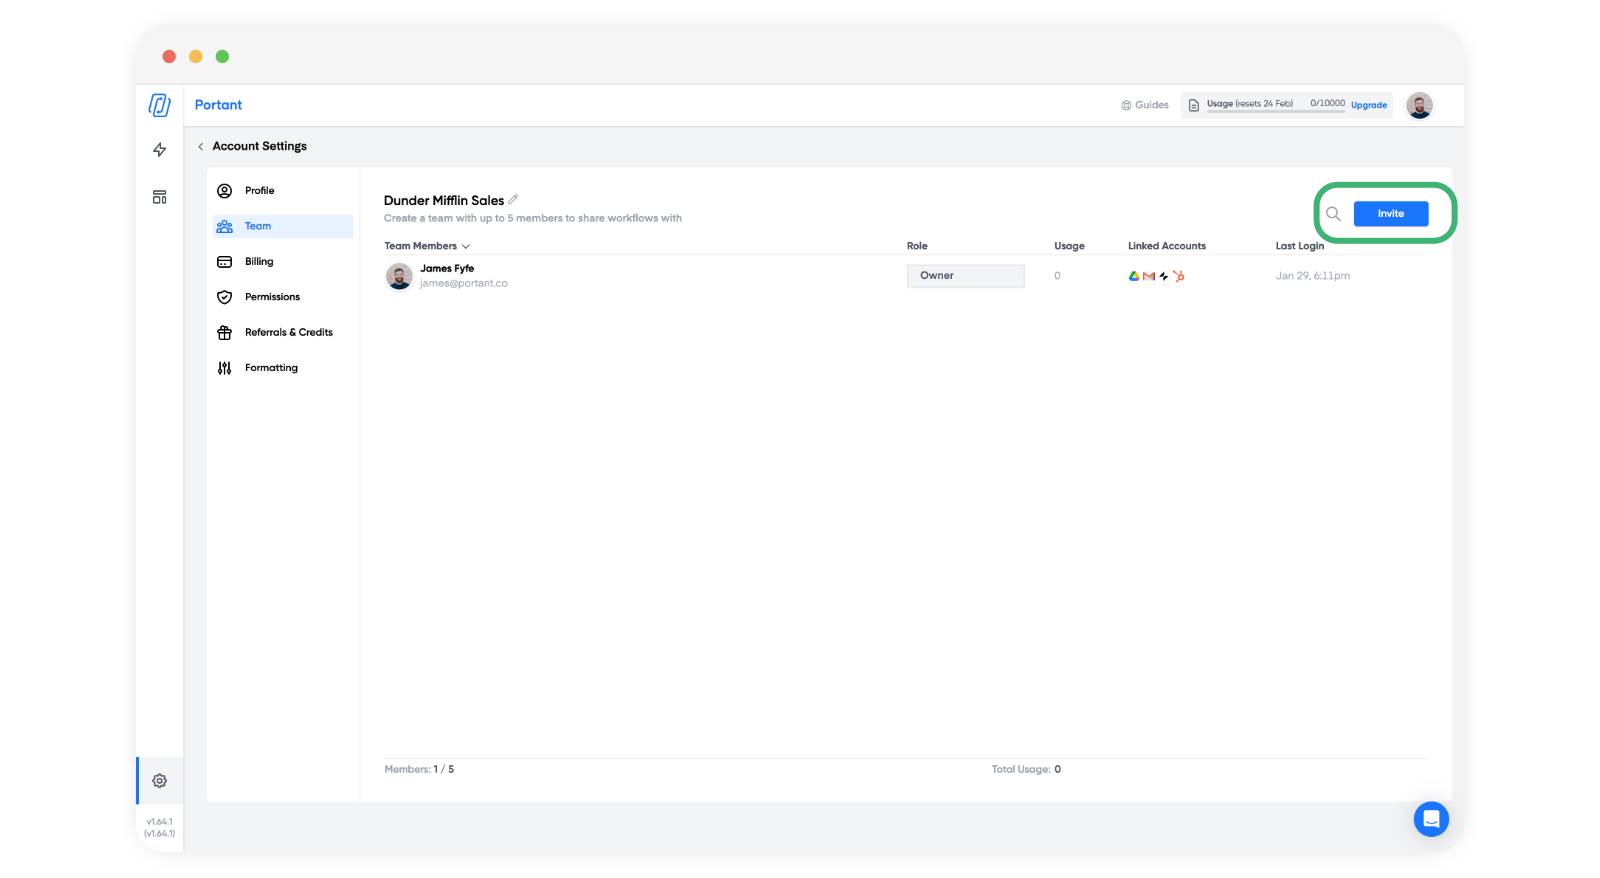 Portant
Guides
Usage (resets 24 Feb) 0/10000 Upgrade
Account Settings
Profile
Team
Billing
Permissions
Referrals & Credits
Formatting
Dunder Mifflin Sales
Create a team with up to 5 members to share workflows with
Invite
Team Members Role Usage Linked Accounts Last Login
James Fyfe
james@portant.co
Owner 0 Jan 29, 6:11pm
Members: 1 / 5 Total Usage: 0
v1.64.1
(v1.64.1)